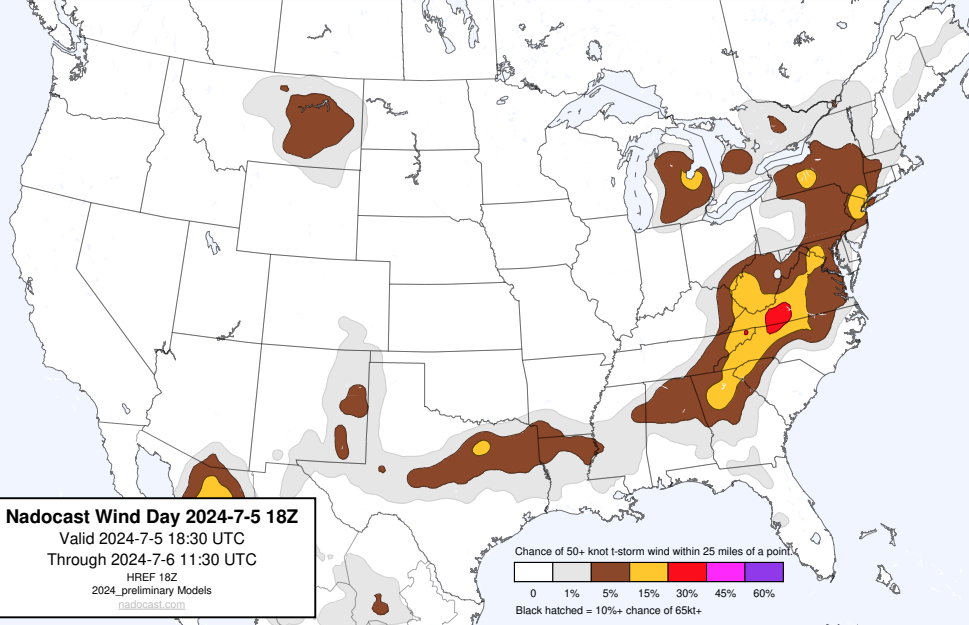 Nadocast Wind Day 2024-7-5 18Z
Valid 2024-7-5 18:30 UTC
Through 2024-7-6 11:30 UTC
HREF 18Z
2024_preliminary Models
nadocast.com
Chance of 50+ knot t-storm wind within 25 miles of a point.
0 1% 5% 15% 30% 45% 60%
Black hatched = 10%+ chance of 65kt+